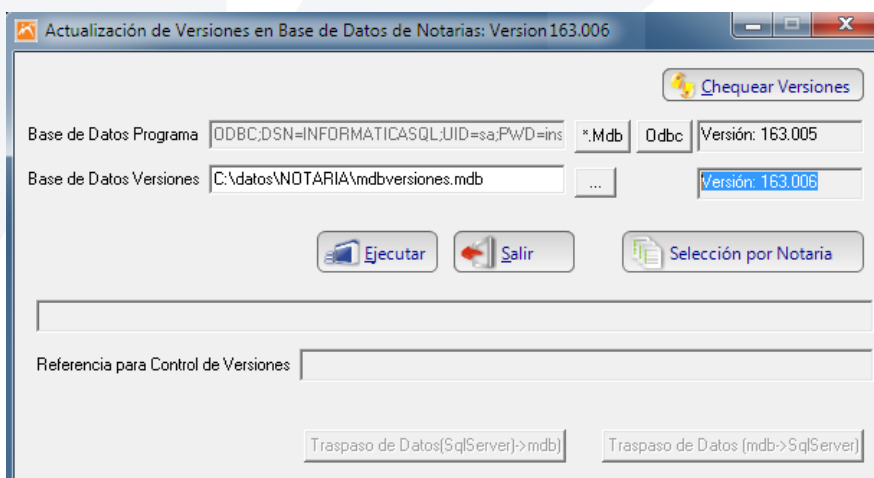 Actualización de Versiones en Base de Datos de Notarias: Version 163.006
Chequear Versiones
Base de Datos Programa ODBC;DSN=INFORMATICASQL;UID=sa;PWD=ins *.Mdb Odbc Versión: 163.005
Base de Datos Versiones C:\datos\NOTARIA\mdbversiones.mdb ... Versión: 163.006
Ejecutar Salir Selección por Notaria
Referencia para Control de Versiones
Traspaso de Datos(SqlServer)->mdb) Traspaso de Datos (mdb->SqlServer)